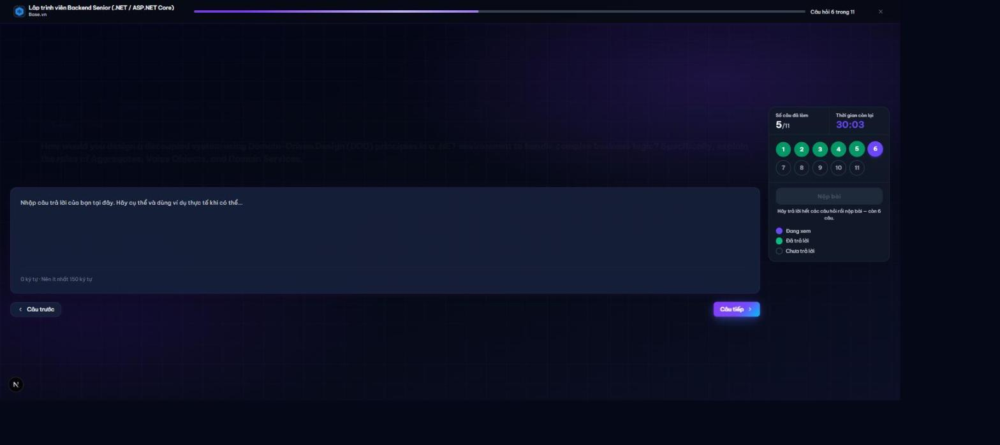 Lập trình viên Backend Senior (.NET / ASP.NET Core)
Base.vn
Câu hỏi 6 trong 11
How would you design a decoupled system using Domain-Driven Design (DDD) principles in a .NET environment to handle complex business logic? Specifically, explain
the roles of Aggregates, Value Objects, and Domain Services.
Nhập câu trả lời của bạn tại đây. Hãy cụ thể và dùng ví dụ thực tế khi có thể...
0 ký tự · Nên ít nhất 150 ký tự
Câu trước
Câu tiếp
Số câu đã làm
5/11
Thời gian còn lại
30:03
1 2 3 4 5 6
7 8 9 10 11
Nộp bài
Hãy trả lời hết các câu hỏi rồi nộp bài — còn 6
câu.
Đang xem
Đã trả lời
Chưa trả lời
N